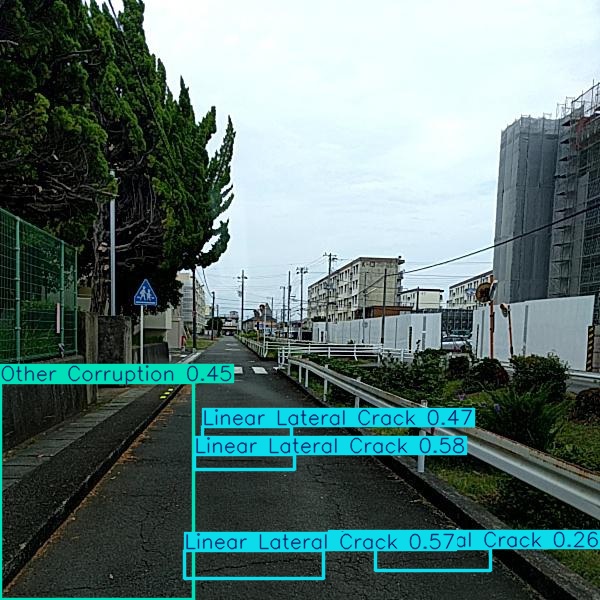 Other Corruption 0.45
Linear Lateral Crack 0.47
Linear Lateral Crack 0.58
Linear Lateral Crack 0.57
al Crack 0.26